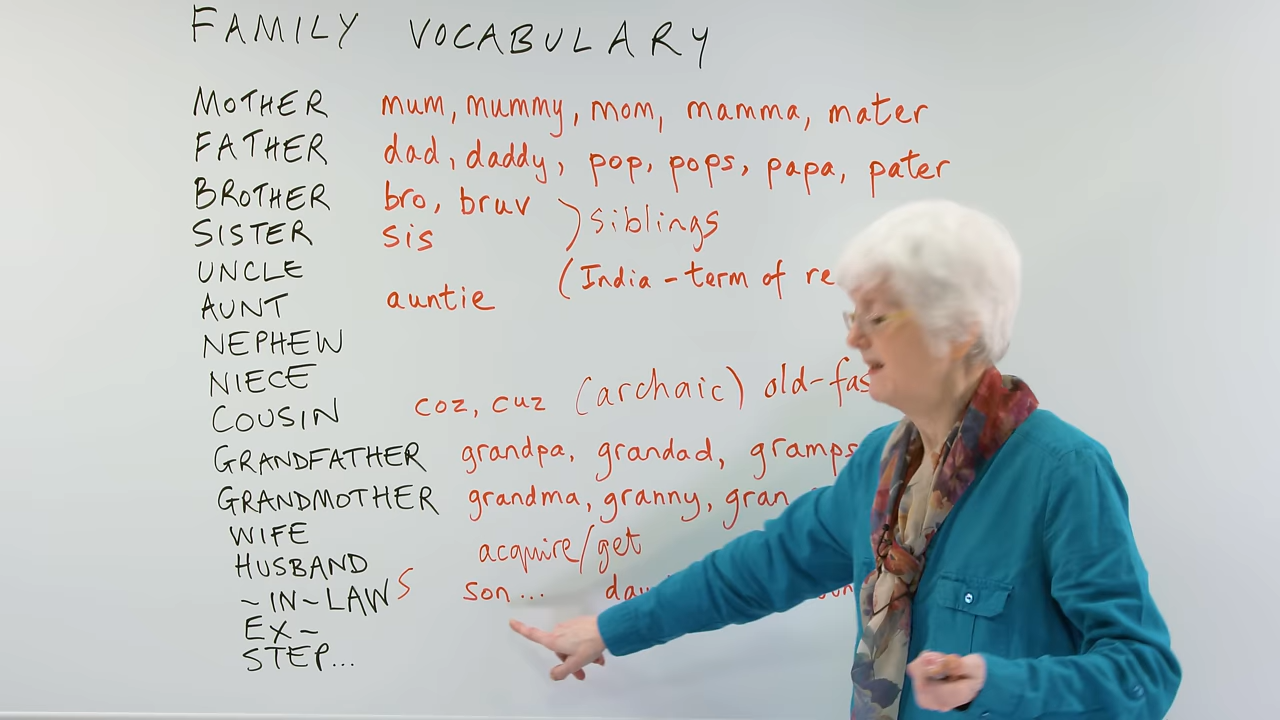 FAMILY VOCABULARY
MOTHER mum, mummy, mom, mamma, mater
FATHER dad, daddy, pop, pops, papa, pater
BROTHER bro, bruv
SISTER sis ) siblings
UNCLE (India - term of
AUNT auntie
NEPHEW
NIECE
COUSIN coz, cuz (archaic) old-fas
GRANDFATHER grandpa, grandad, gramps
GRANDMOTHER grandma, granny, gran
WIFE
HUSBAND acquire/get
~IN~LAWS son...
EX~
STEP...